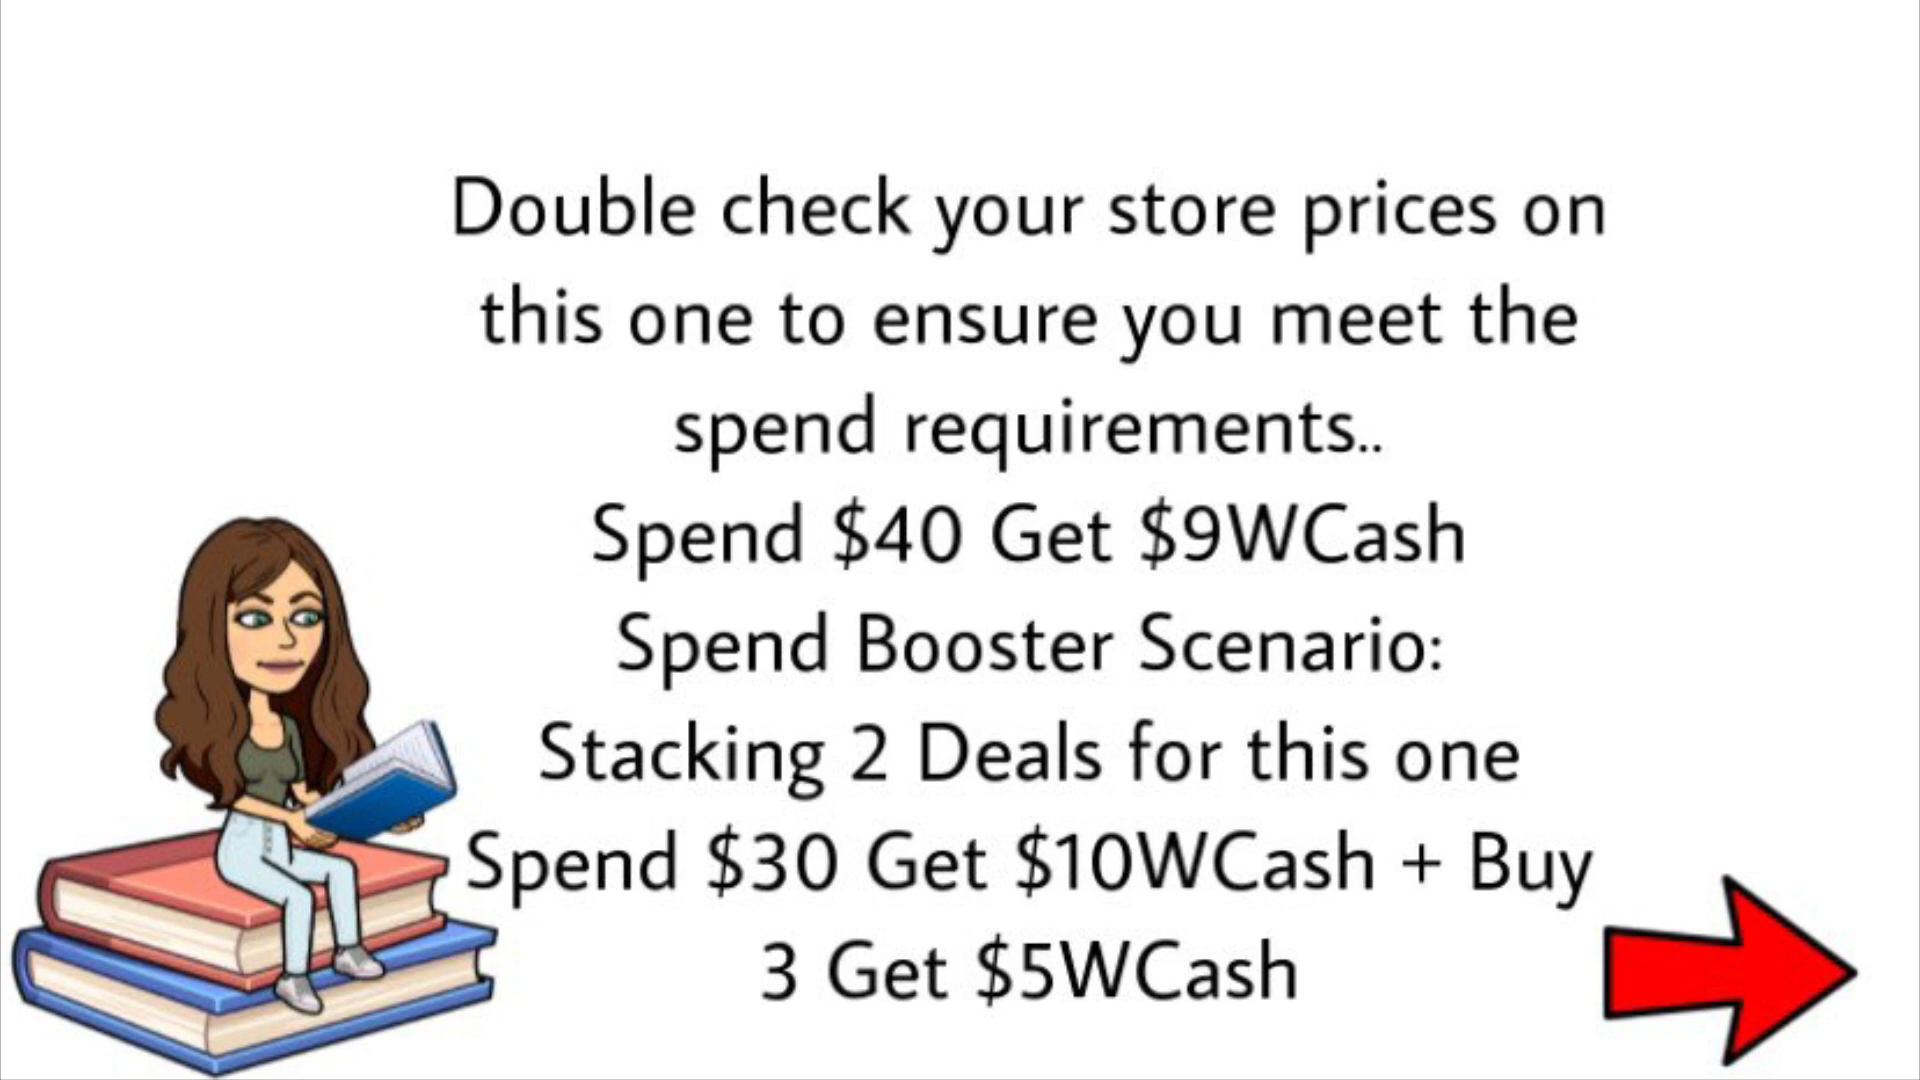 Double check your store prices on
this one to ensure you meet the
spend requirements..
Spend $40 Get $9WCash
Spend Booster Scenario:
Stacking 2 Deals for this one
Spend $30 Get $10WCash + Buy
3 Get $5WCash